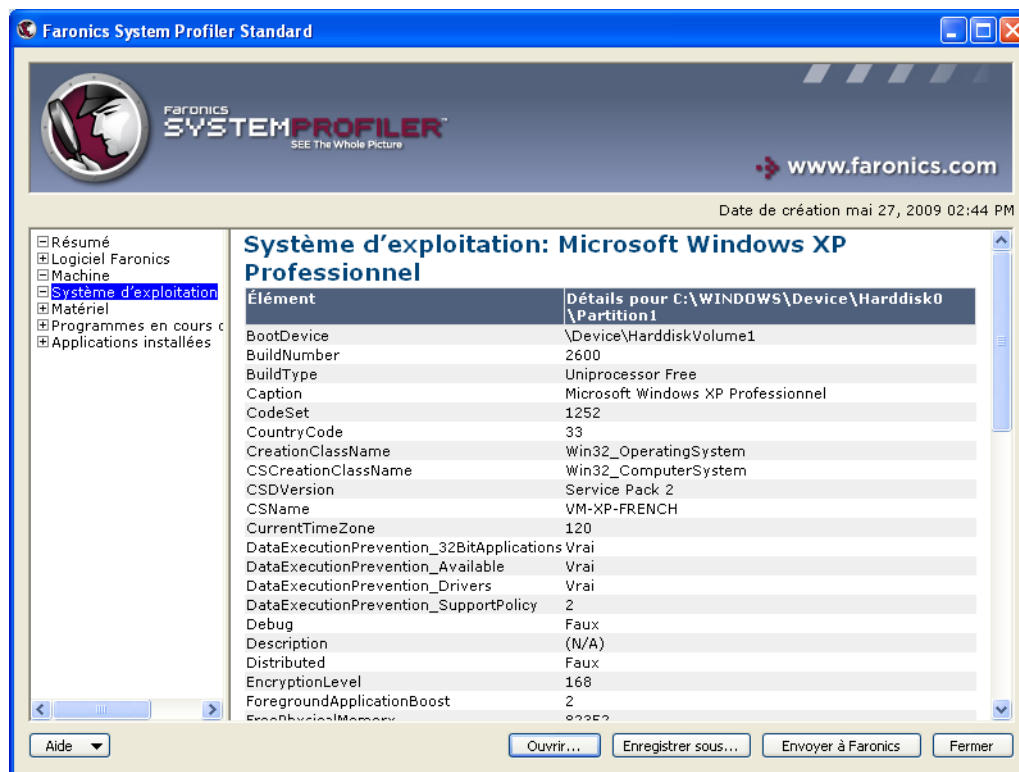 Faronics System Profiler Standard
Faronics
SYSTEMPROFILER™
SEE The Whole Picture
www.faronics.com
Date de création mai 27, 2009 02:44 PM
Résumé
Logiciel Faronics
Machine
Système d'exploitation
Matériel
Programmes en cours
Applications installées
Système d'exploitation: Microsoft Windows XP
Professionnel
Élément Détails pour C:\WINDOWS\Device\Harddisk0
\Partition1
BootDevice \Device\HarddiskVolume1
BuildNumber 2600
BuildType Uniprocessor Free
Caption Microsoft Windows XP Professionnel
CodeSet 1252
CountryCode 33
CreationClassName Win32_OperatingSystem
CSCreationClassName Win32_ComputerSystem
CSDVersion Service Pack 2
CSName VM-XP-FRENCH
CurrentTimeZone 120
DataExecutionPrevention_32BitApplications Vrai
DataExecutionPrevention_Available Vrai
DataExecutionPrevention_Drivers Vrai
DataExecutionPrevention_SupportPolicy 2
Debug Faux
Description (N/A)
Distributed Faux
EncryptionLevel 168
ForegroundApplicationBoost 2
FreePhysicalMemory 82352
Aide
Ouvrir...
Enregistrer sous...
Envoyer à Faronics
Fermer